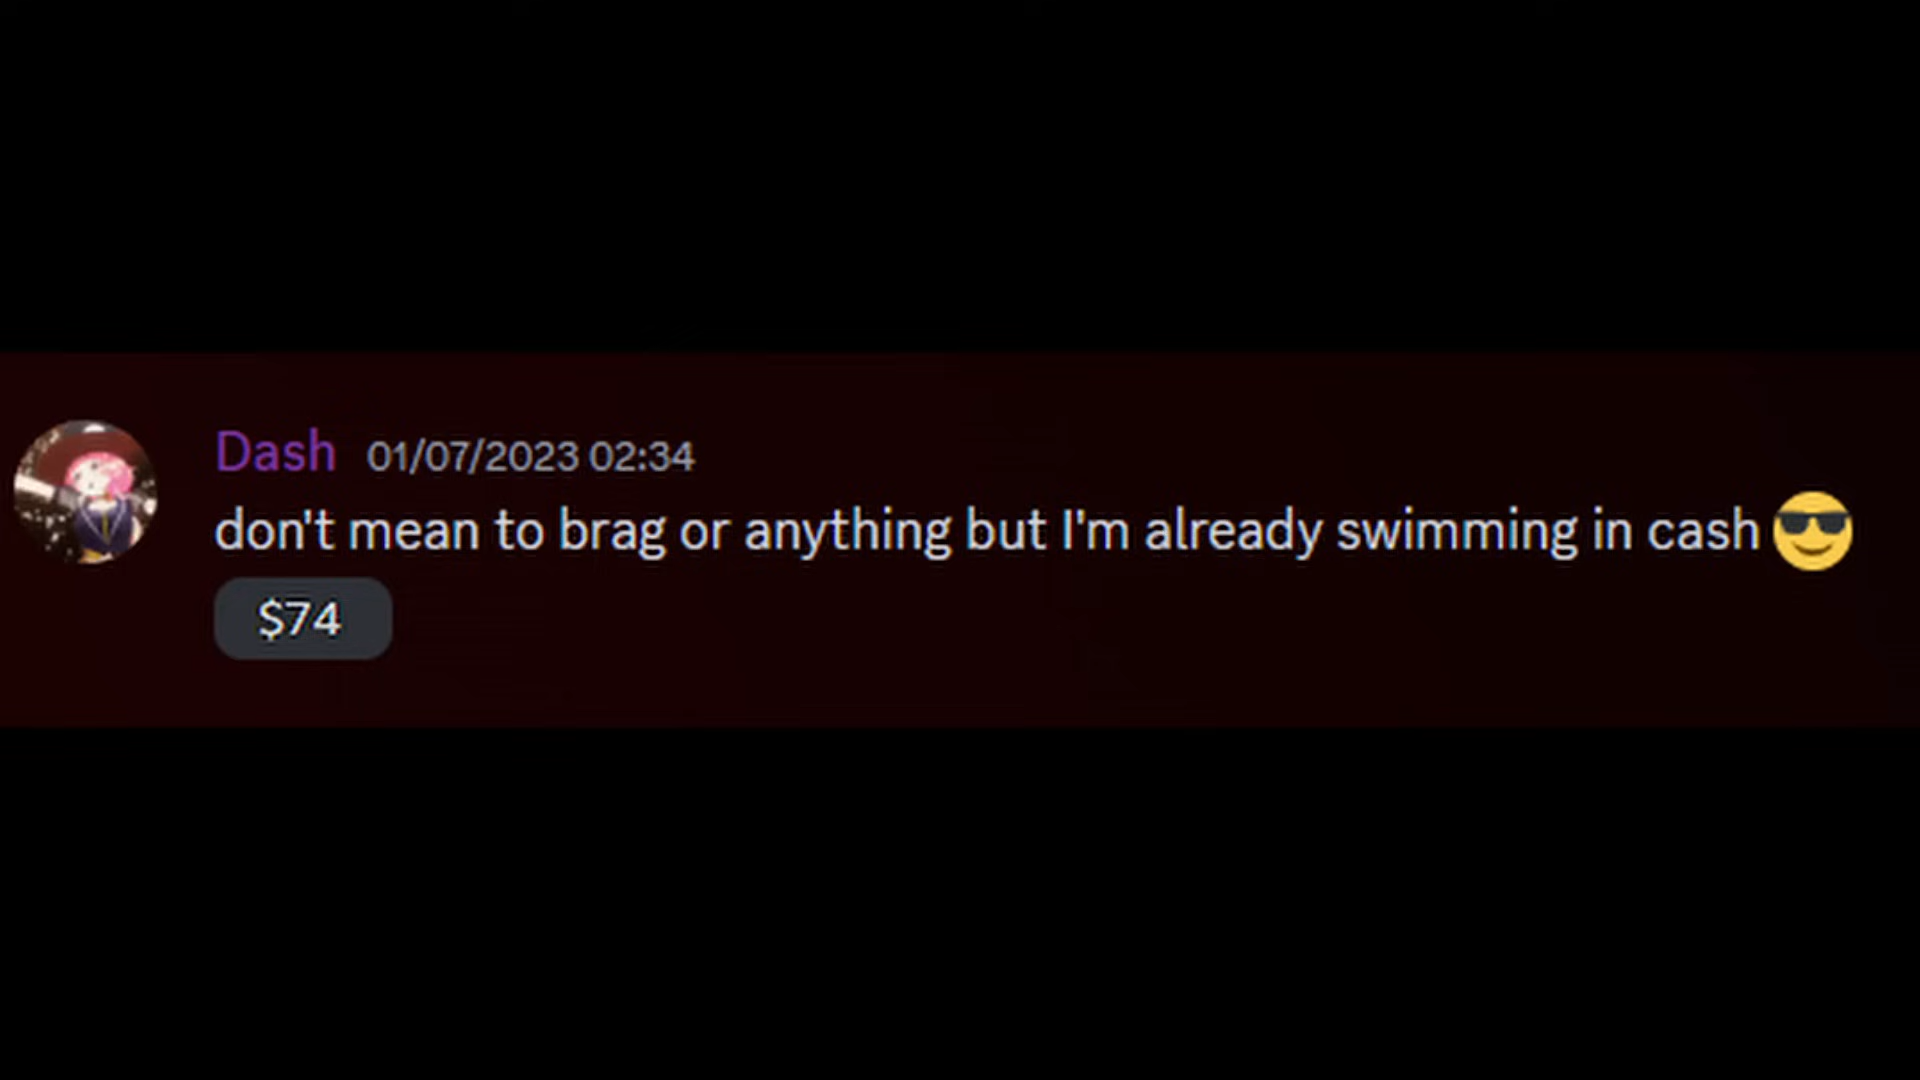 Dash 01/07/2023 02:34
don't mean to brag or anything but I'm already swimming in cash 😎
$74